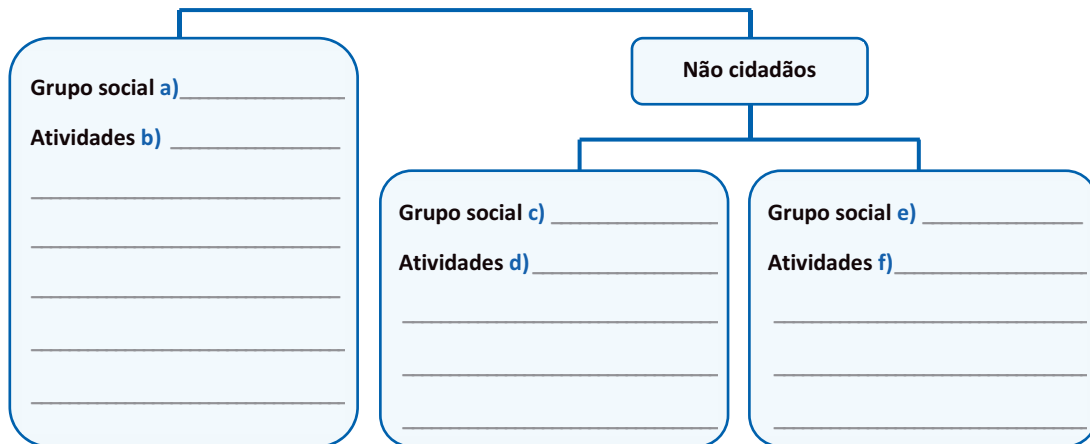 Não cidadãos
Grupo social a)
Atividades b)
Grupo social c)
Atividades d)
Grupo social e)
Atividades f)